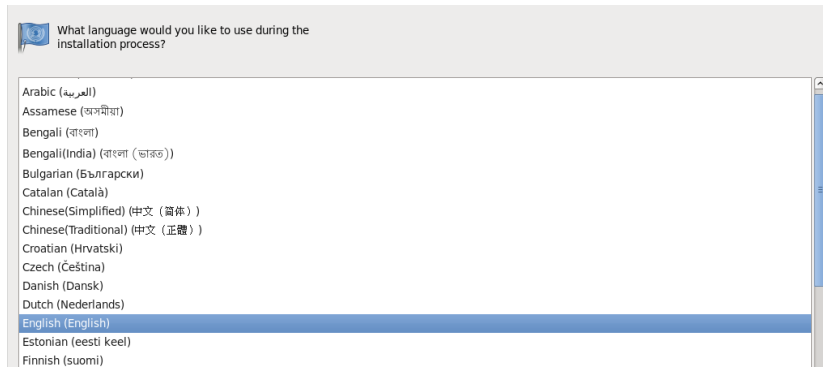 What language would you like to use during the
installation process?
Arabic (العربية)
Assamese (অসমীয়া)
Bengali (বাংলা)
Bengali(India) (বাংলা (ভারত))
Bulgarian (Български)
Catalan (Català)
Chinese(Simplified) (中文（简体）)
Chinese(Traditional) (中文（正體）)
Croatian (Hrvatski)
Czech (Čeština)
Danish (Dansk)
Dutch (Nederlands)
English (English)
Estonian (eesti keel)
Finnish (suomi)